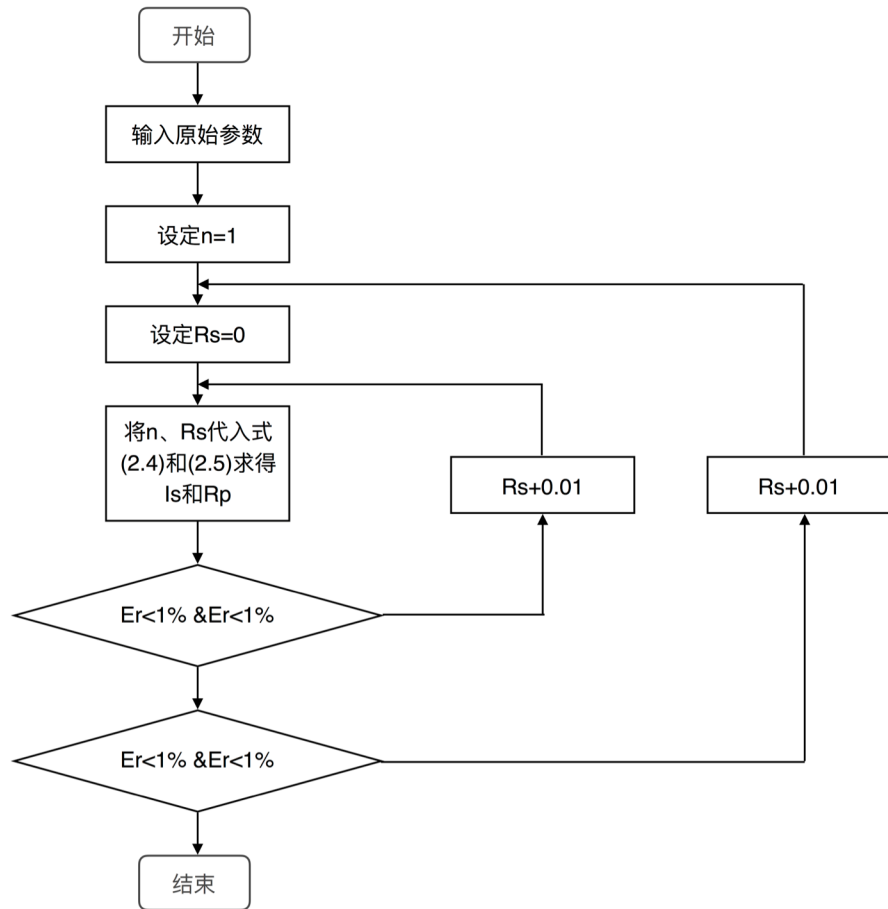 开始
输入原始参数
设定n=1
设定Rs=0
将n、Rs代入式
(2.4)和(2.5)求得
Is和Rp
Rs+0.01
Rs+0.01
Er<1% &Er<1%
Er<1% &Er<1%
结束